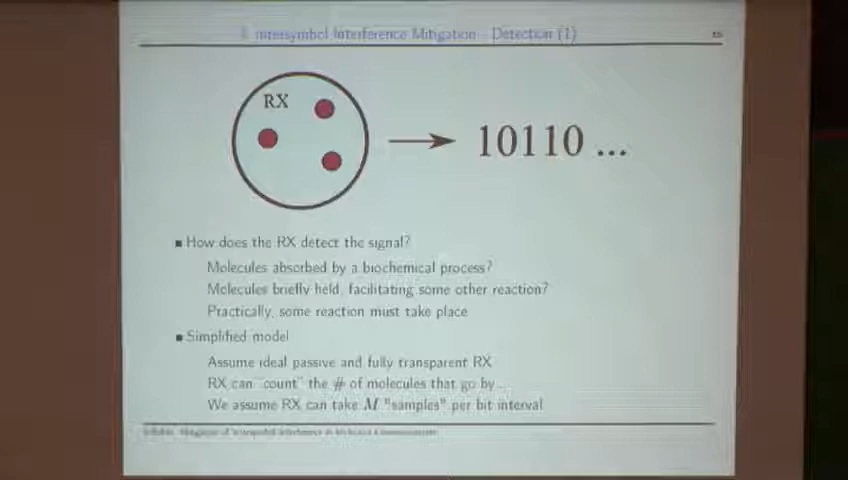 Intersymbol Interference Mitigation - Detection (1)
RX
10110 ...
How does the RX detect the signal?
Molecules absorbed by a biochemical process?
Molecules briefly held, facilitating some other reaction?
Practically, some reaction must take place
Simplified model
Assume ideal passive and fully transparent RX
RX can "count" the # of molecules that go by...
We assume RX can take M "samples" per bit interval